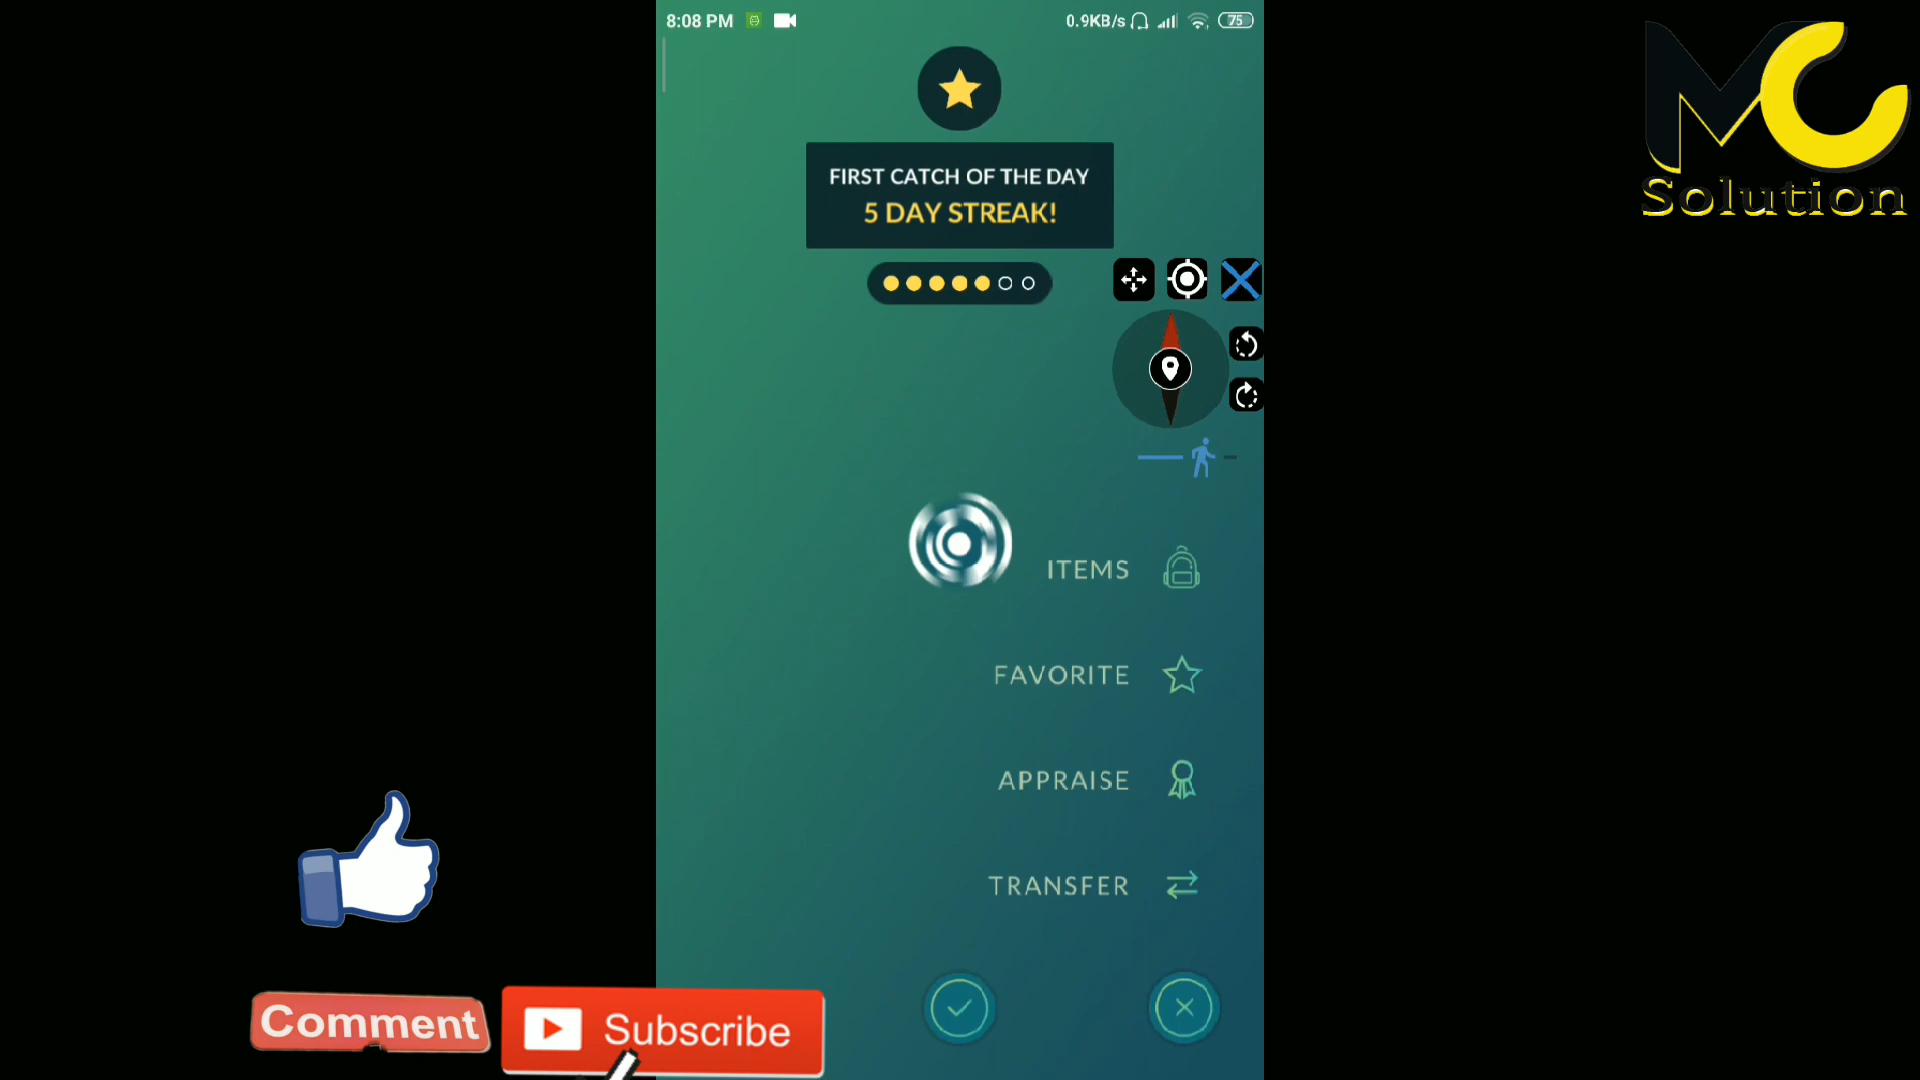 8:08 PM
0.9KB/s
75
MC
Solution
FIRST CATCH OF THE DAY
5 DAY STREAK!
ITEMS
FAVORITE
APPRAISE
TRANSFER
Comment
Subscribe